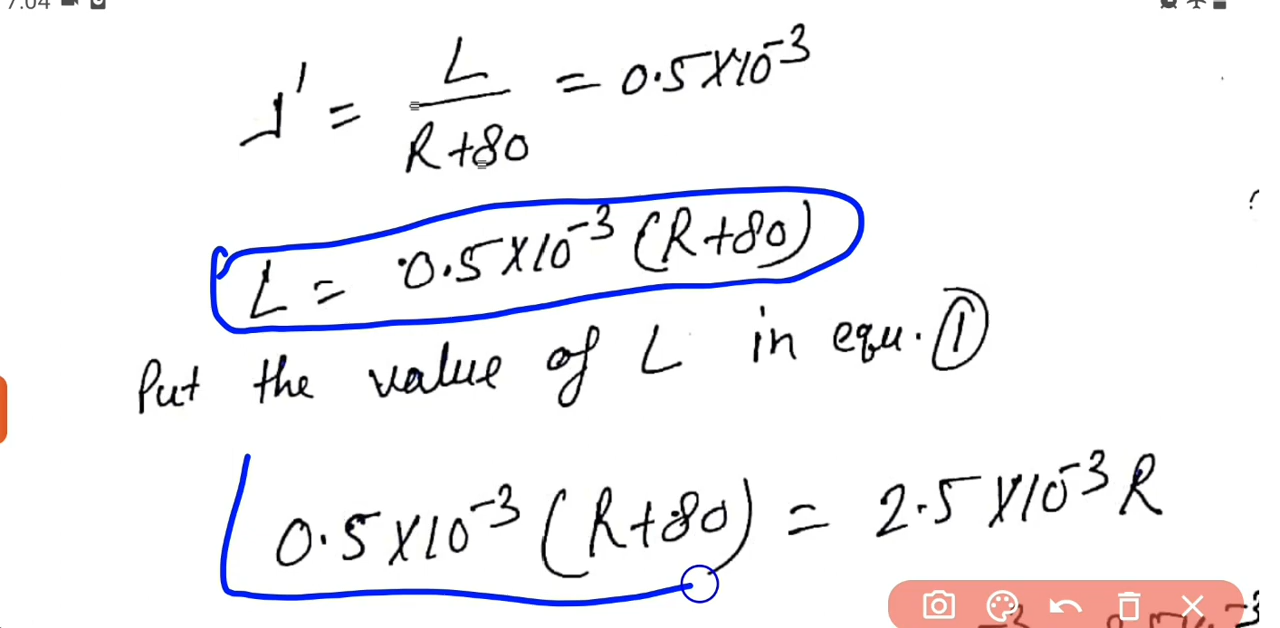 λ' = L / R+80 = 0.5×10⁻³
L = 0.5×10⁻³ (R+80)
Put the value of L in equ. ①
0.5×10⁻³ (R+80) = 2.5×10⁻³ R